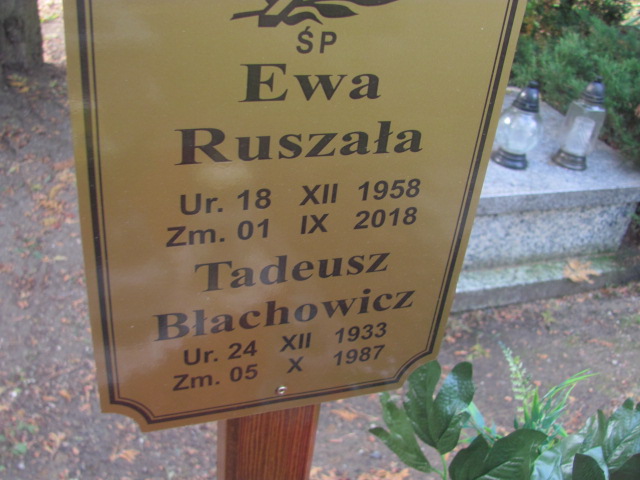 ŚP
Ewa
Ruszała
Ur. 18 XII 1958
Zm. 01 IX 2018
Tadeusz
Błachowicz
Ur. 24 XII 1933
Zm. 05 X 1987